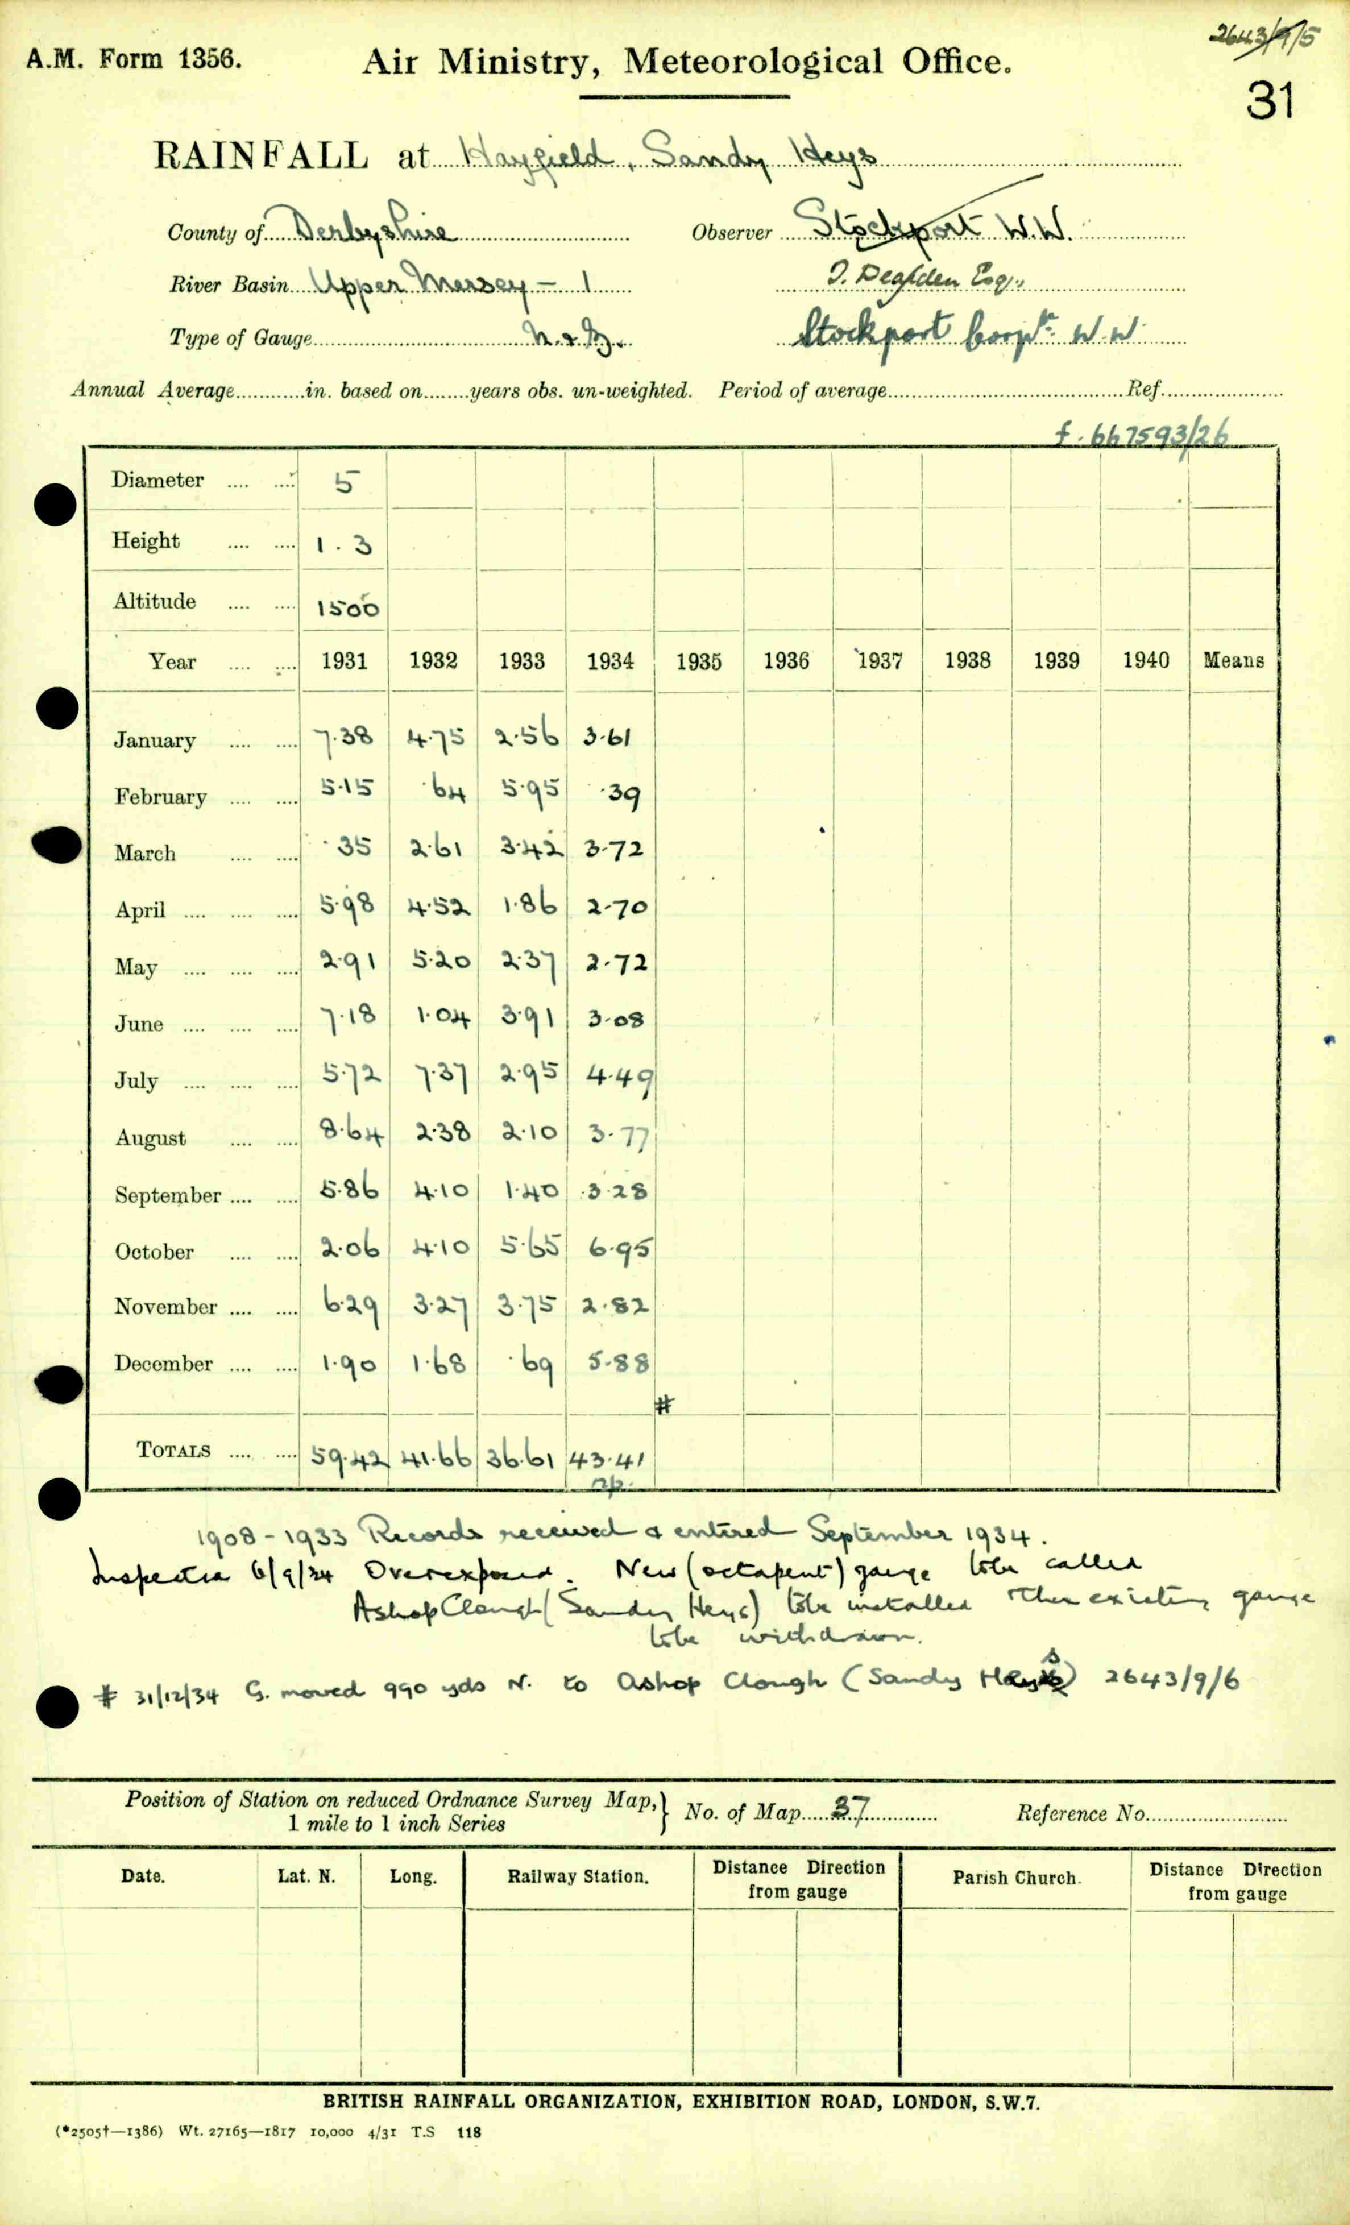 2643/9/5
A.M. Form 1356. Air Ministry, Meteorological Office.
31
RAINFALL at Hayfield, Sandy Heys
County of Derbyshire Observer Stockport W.W.
River Basin Upper Mersey - 1 Esq.,
Type of Gauge Stockport Corpn. W.W
Annual Average in. based on years obs. un-weighted. Period of average Ref.
f. 667593/26
Diameter 5
Height 1.3
Altitude 1500
Year 1931 1932 1933 1934 1935 1936 1937 1938 1939 1940 Means
January 7.38 4.75 2.56 3.61
February 5.15 .64 5.95 .39
March .35 2.61 3.42 3.72
April 5.98 4.52 1.86 2.70
May 2.91 5.20 2.37 2.72
June 7.18 1.04 3.91 3.08
July 5.72 7.37 2.95 4.49
August 8.64 2.38 2.10 3.77
September 5.86 4.10 1.40 3.28
October 2.06 4.10 5.65 6.95
November 6.29 3.27 3.75 2.82
December 1.90 1.68 .69 5.88
#
TOTALS 59.42 41.66 36.61 43.41
1908-1933 Records received & entered September 1934.
Inspection 6/9/34 Overexposed. New (octapent) gauge to be called
Ashop Clough (Sandy Heys) to be installed & the existing gauge
to be withdrawn.
# 31/12/34 G. moved 990 yds N. to Ashop Clough (Sandy Heys) 2643/9/6
Position of Station on reduced Ordnance Survey Map, } No. of Map 37 Reference No.
1 mile to 1 inch Series
Date. Lat. N. Long. Railway Station. Distance Direction from gauge Parish Church. Distance Direction from gauge
BRITISH RAINFALL ORGANIZATION, EXHIBITION ROAD, LONDON, S.W.7.
(*2505†—1386) Wt. 27165—1817 10,000 4/31 T.S 118